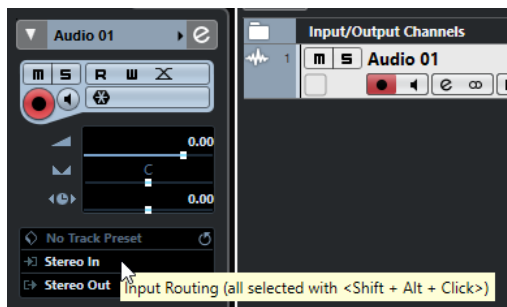 Audio 01
e
m S R W
0.00
C
0.00
No Track Preset
Stereo In
Stereo Out
Input Routing (all selected with <Shift + Alt + Click>)
Input/Output Channels
1 m S Audio 01
e